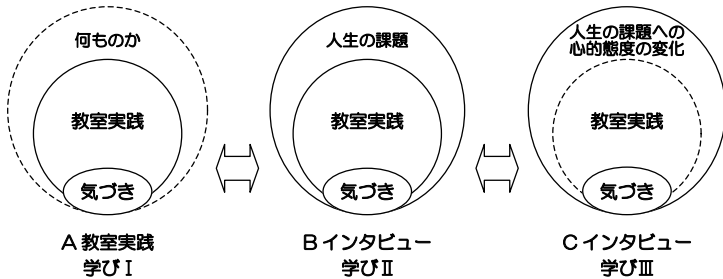 何ものか
教室実践
気づき
A 教室実践
学びⅠ
人生の課題
教室実践
気づき
B インタビュー
学びⅡ
人生の課題への
心的態度の変化
教室実践
気づき
C インタビュー
学びⅢ